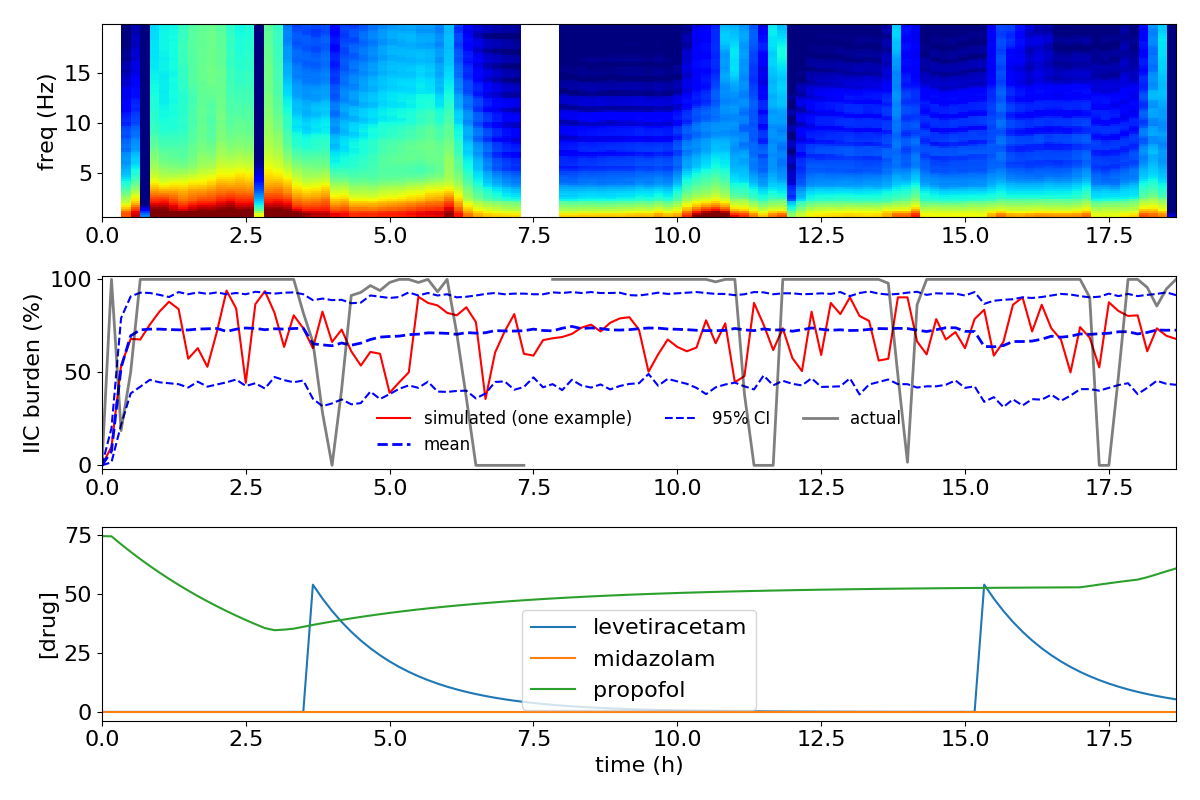 freq (Hz)
15
10
5
0.0 2.5 5.0 7.5 10.0 12.5 15.0 17.5
IIC burden (%)
100
50
0
simulated (one example) 95% CI actual
mean
0.0 2.5 5.0 7.5 10.0 12.5 15.0 17.5
[drug]
75
50
25
0
levetiracetam
midazolam
propofol
0.0 2.5 5.0 7.5 10.0 12.5 15.0 17.5
time (h)